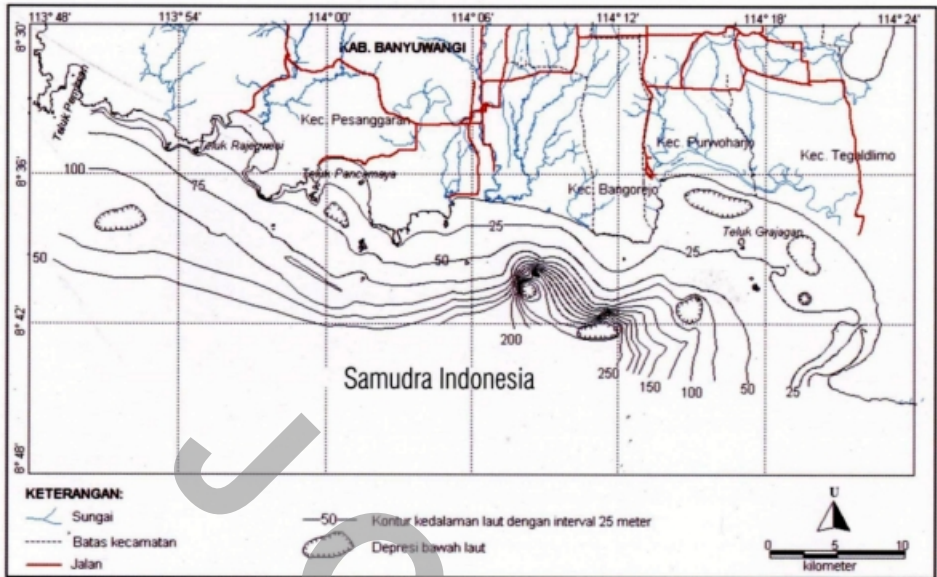 113°48' 113°54' 114°00' 114°06' 114°12' 114°18' 114°24'
8°30'
8°36'
8°42'
8°48'
KAB. BANYUWANGI
Kec. Pesanggaran
Kec. Purwoharjo
Kec. Tegaldlimo
Kec. Bangorejo
Teluk Rajegwesi
Teluk Pancamaya
Teluk Grajagan
100
75
25
50
25
50
200
250
150
100
50
25
Samudra Indonesia
KETERANGAN:
Sungai
Batas kecamatan
Jalan
50 Kontur kedalaman laut dengan interval 25 meter
Depresi bawah laut
U
0 5 10
kilometer